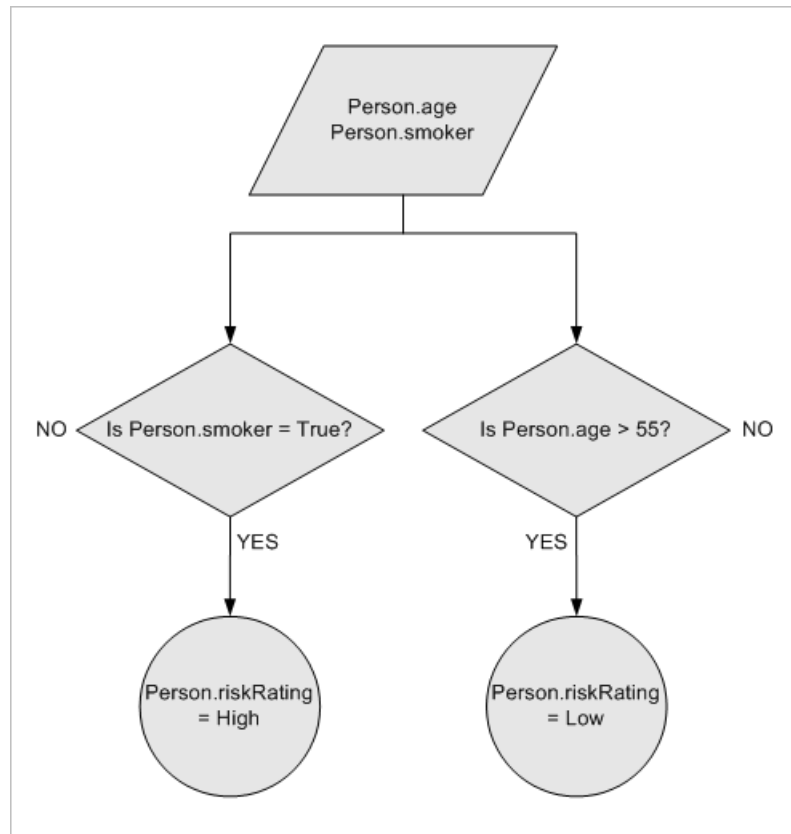 Person.age
Person.smoker
NO
Is Person.smoker = True?
Is Person.age > 55?
NO
YES
YES
Person.riskRating
= High
Person.riskRating
= Low